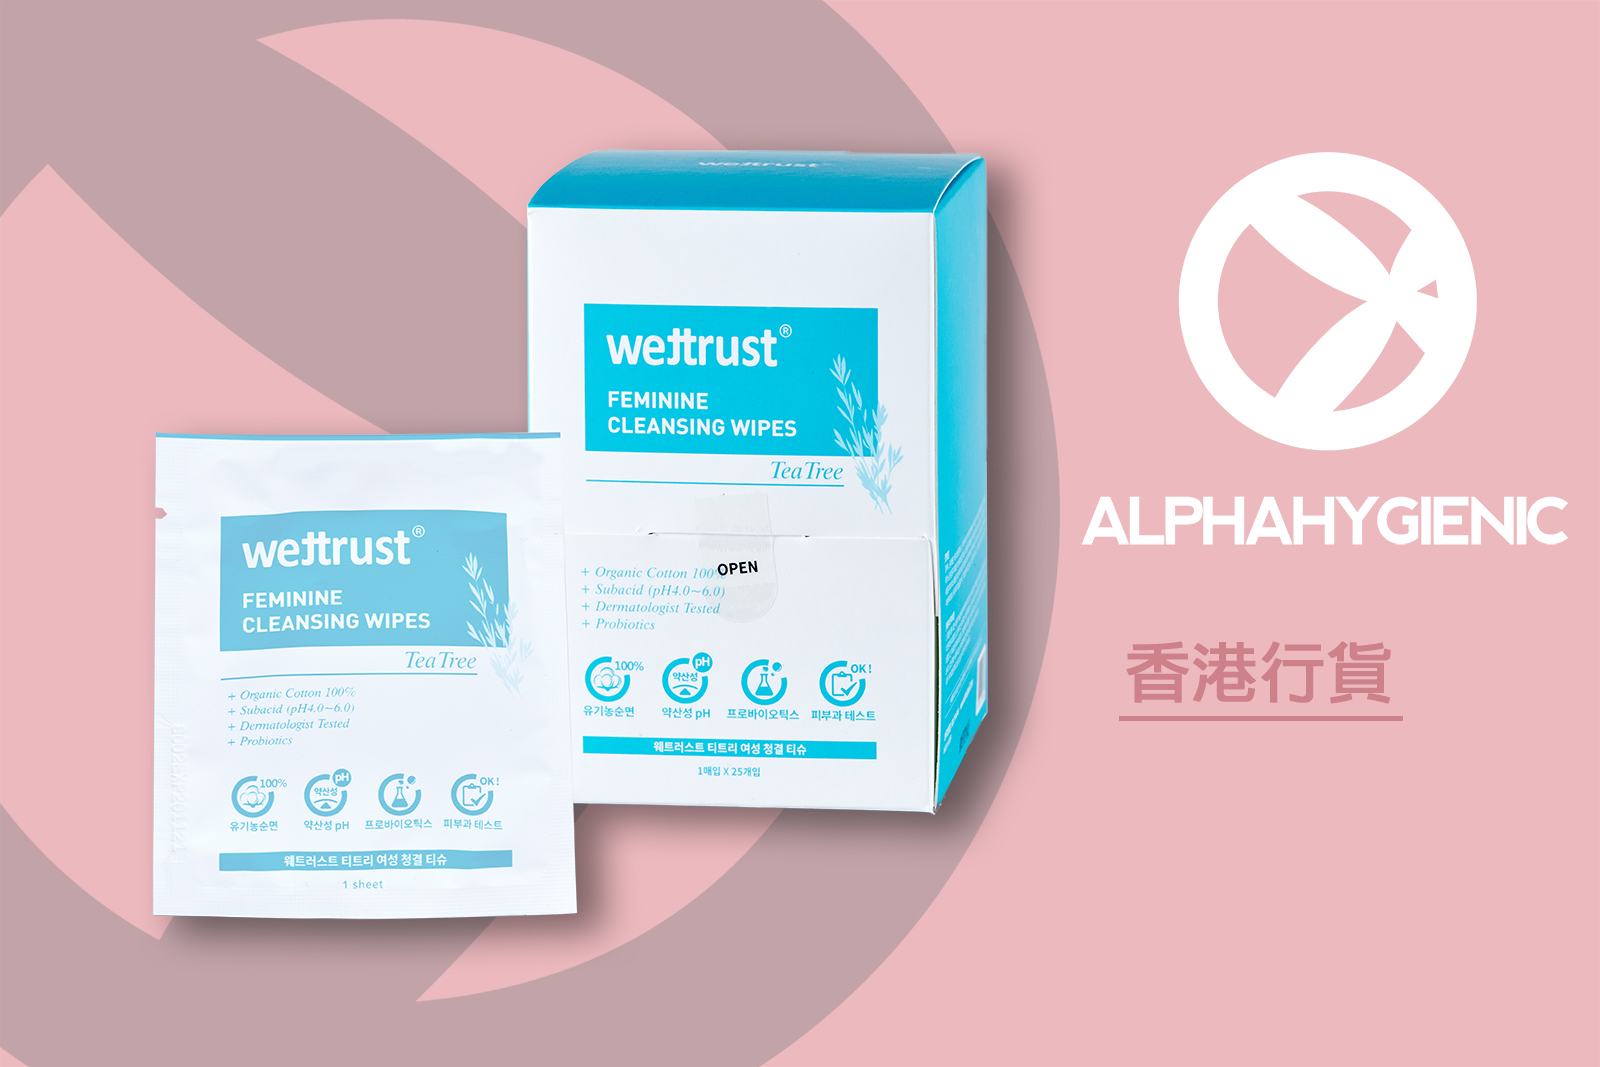 wettrust
wettrust®
FEMININE
CLEANSING WIPES
Tea Tree
OPEN
+ Organic Cotton 100%
+ Subacid (pH4.0~6.0)
+ Dermatologist Tested
+ Probiotics
100%
pH
약산성
OK!
유기농순면 약산성 pH 프로바이오틱스 피부과 테스트
웨트러스트 티트리 여성 청결 티슈
1매입 X 25개입
wettrust®
FEMININE
CLEANSING WIPES
Tea Tree
+ Organic Cotton 100%
+ Subacid (pH4.0~6.0)
+ Dermatologist Tested
+ Probiotics
100%
pH
약산성
OK!
유기농순면 약산성 pH 프로바이오틱스 피부과 테스트
웨트러스트 티트리 여성 청결 티슈
1 sheet
ALPHAHYGIENIC
香港行貨